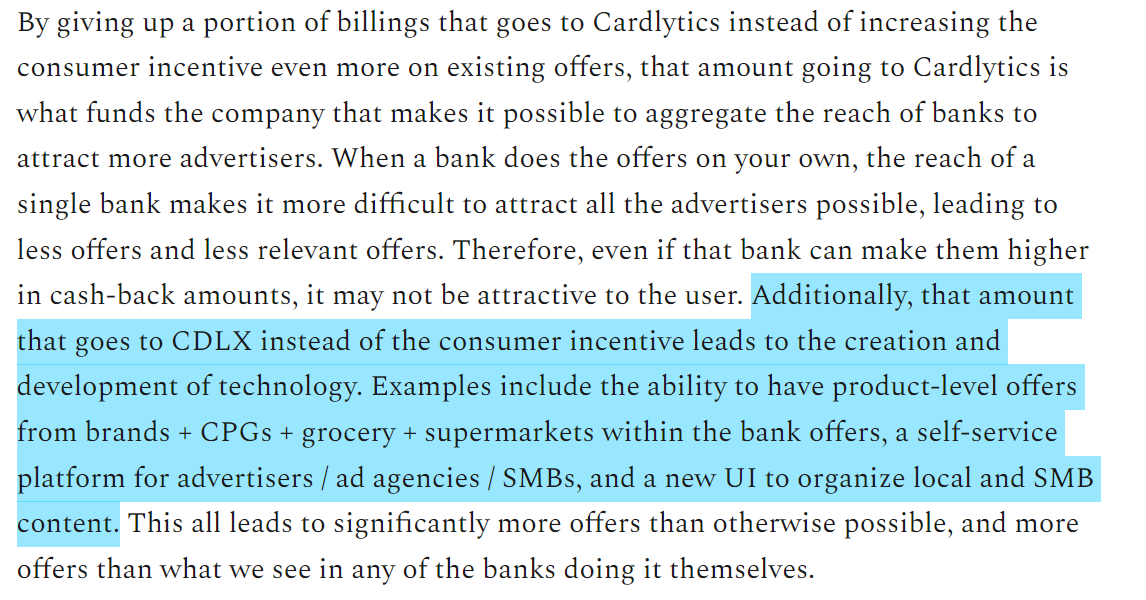 By giving up a portion of billings that goes to Cardlytics instead of increasing the
consumer incentive even more on existing offers, that amount going to Cardlytics is
what funds the company that makes it possible to aggregate the reach of banks to
attract more advertisers. When a bank does the offers on your own, the reach of a
single bank makes it more difficult to attract all the advertisers possible, leading to
less offers and less relevant offers. Therefore, even if that bank can make them higher
in cash-back amounts, it may not be attractive to the user. Additionally, that amount
that goes to CDLX instead of the consumer incentive leads to the creation and
development of technology. Examples include the ability to have product-level offers
from brands + CPGs + grocery + supermarkets within the bank offers, a self-service
platform for advertisers / ad agencies / SMBs, and a new UI to organize local and SMB
content. This all leads to significantly more offers than otherwise possible, and more
offers than what we see in any of the banks doing it themselves.